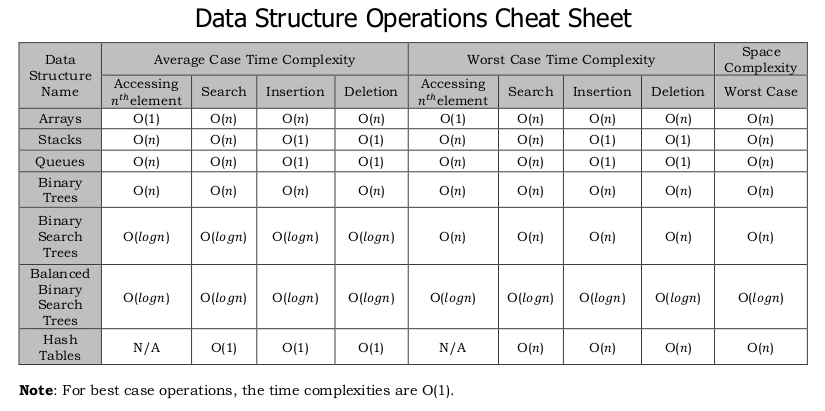 Data Structure Operations Cheat Sheet
Data Structure Name | Average Case Time Complexity | Worst Case Time Complexity | Space Complexity
Accessing nᵗʰelement | Search | Insertion | Deletion | Accessing nᵗʰelement | Search | Insertion | Deletion | Worst Case
Arrays | O(1) | O(n) | O(n) | O(n) | O(1) | O(n) | O(n) | O(n) | O(n)
Stacks | O(n) | O(n) | O(1) | O(1) | O(n) | O(n) | O(1) | O(1) | O(n)
Queues | O(n) | O(n) | O(1) | O(1) | O(n) | O(n) | O(1) | O(1) | O(n)
Binary Trees | O(n) | O(n) | O(n) | O(n) | O(n) | O(n) | O(n) | O(n) | O(n)
Binary Search Trees | O(logn) | O(logn) | O(logn) | O(logn) | O(n) | O(n) | O(n) | O(n) | O(n)
Balanced Binary Search Trees | O(logn) | O(logn) | O(logn) | O(logn) | O(logn) | O(logn) | O(logn) | O(logn) | O(logn)
Hash Tables | N/A | O(1) | O(1) | O(1) | N/A | O(n) | O(n) | O(n) | O(n)
Note: For best case operations, the time complexities are O(1).